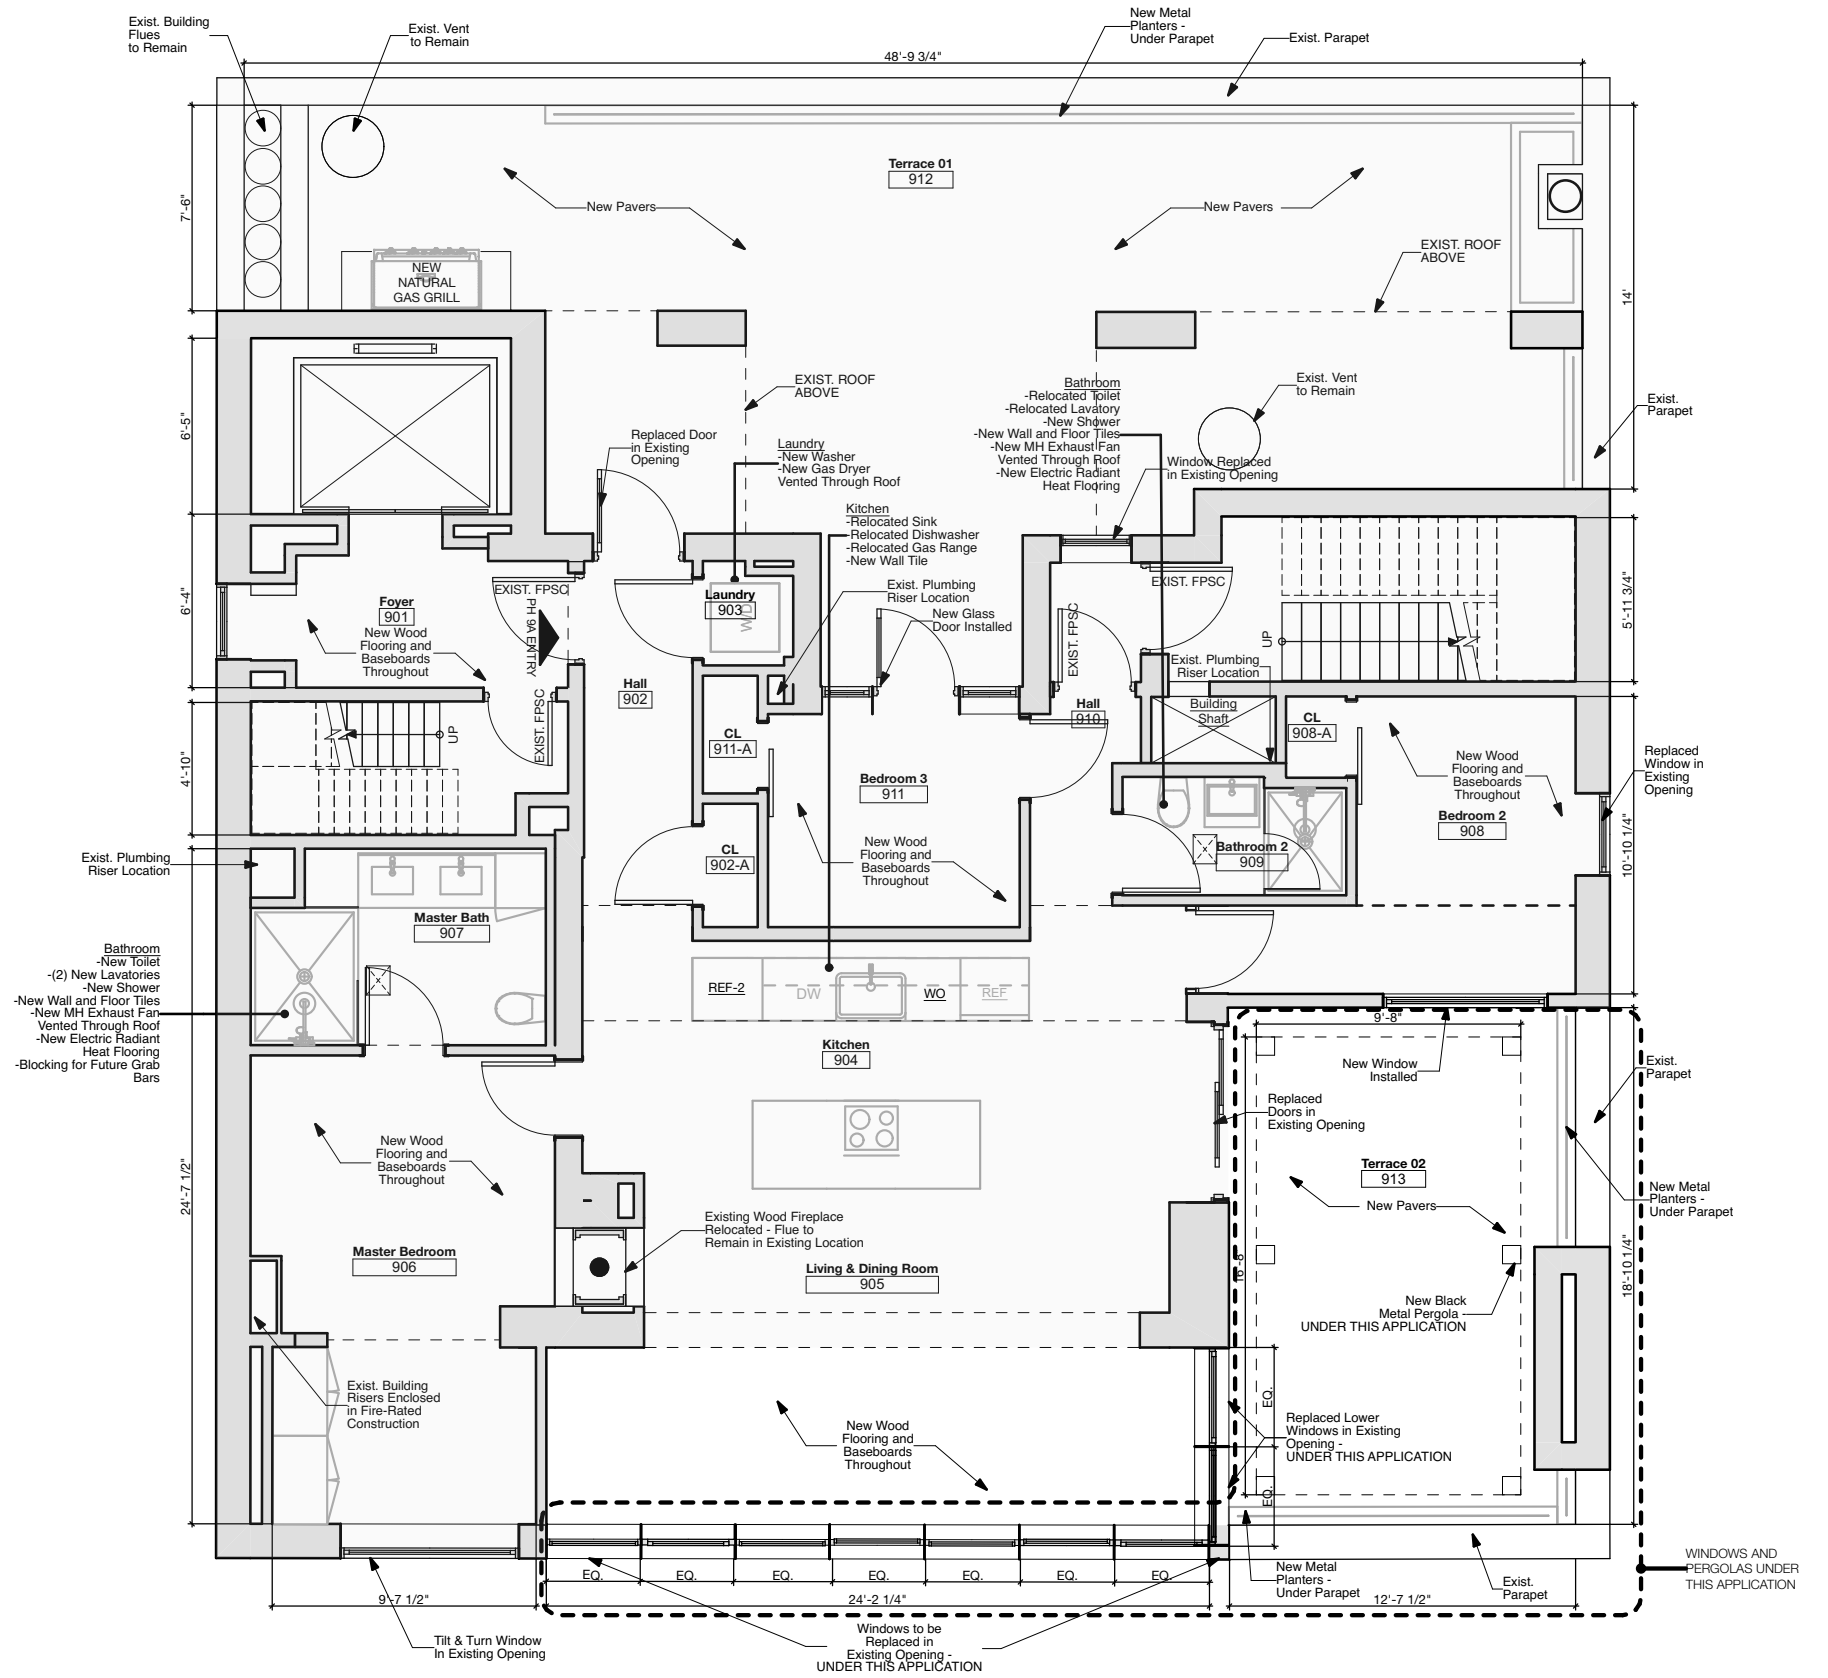 Exist. Building
Flues
to Remain
Exist. Vent
to Remain
New Metal
Planters -
Under Parapet
Exist. Parapet
48'-9 3/4"
Terrace 01
912
New Pavers
New Pavers
7'-6"
EXIST. ROOF
ABOVE
NEW
NATURAL
GAS GRILL
14'
EXIST. ROOF
ABOVE
Bathroom
-Relocated Toilet
-Relocated Lavatory
-New Shower
-New Wall and Floor Tiles
-New MH Exhaust Fan
Vented Through Roof
-New Electric Radiant
Heat Flooring
Exist. Vent
to Remain
Exist.
Parapet
6'-5"
Replaced Door
in Existing
Opening
Laundry
-New Washer
-New Gas Dryer
Vented Through Roof
Window Replaced
in Existing Opening
Kitchen
-Relocated Sink
-Relocated Dishwasher
-Relocated Gas Range
-New Wall Tile
Exist. Plumbing
Riser Location
New Glass
Door Installed
6'-4"
Foyer
901
New Wood
Flooring and
Baseboards
Throughout
EXIST. FPSC
PH 9A ENTRY
EXIST. FPSC
Laundry
903
W/D
EXIST. FPSC
EXIST. FPSC
UP
5'-11 3/4"
Exist. Plumbing
Riser Location
Hall
902
Hall
910
Building
Shaft
CL
908-A
UP
4'-10"
CL
911-A
Bedroom 3
911
New Wood
Flooring and
Baseboards
Throughout
Replaced
Window in
Existing
Opening
Bedroom 2
908
10'-10 1/4"
CL
902-A
New Wood
Flooring and
Baseboards
Throughout
Bathroom 2
909
Exist. Plumbing
Riser Location
Master Bath
907
Bathroom
-New Toilet
-(2) New Lavatories
-New Shower
-New Wall and Floor Tiles
-New MH Exhaust Fan
Vented Through Roof
-New Electric Radiant
Heat Flooring
-Blocking for Future Grab
Bars
REF-2
DW
WO
REF
Kitchen
904
9'-8"
New Window
Installed
Exist.
Parapet
Replaced
Doors in
Existing Opening
New Wood
Flooring and
Baseboards
Throughout
24'-7 1/2"
Terrace 02
913
New Pavers
New Metal
Planters -
Under Parapet
Existing Wood Fireplace
Relocated - Flue to
Remain in Existing Location
Master Bedroom
906
Living & Dining Room
905
16'-8"
18'-10 1/4"
New Black
Metal Pergola -
UNDER THIS APPLICATION
Exist. Building
Risers Enclosed
in Fire-Rated
Construction
EQ.
New Wood
Flooring and
Baseboards
Throughout
Replaced Lower
Windows in Existing
Opening -
UNDER THIS APPLICATION
EQ.
EQ.
EQ.
EQ.
EQ.
EQ.
EQ.
EQ.
New Metal
Planters -
Under Parapet
Exist.
Parapet
WINDOWS AND
PERGOLAS UNDER
THIS APPLICATION
9'-7 1/2"
24'-2 1/4"
12'-7 1/2"
Tilt & Turn Window
In Existing Opening
Windows to be
Replaced in
Existing Opening -
UNDER THIS APPLICATION